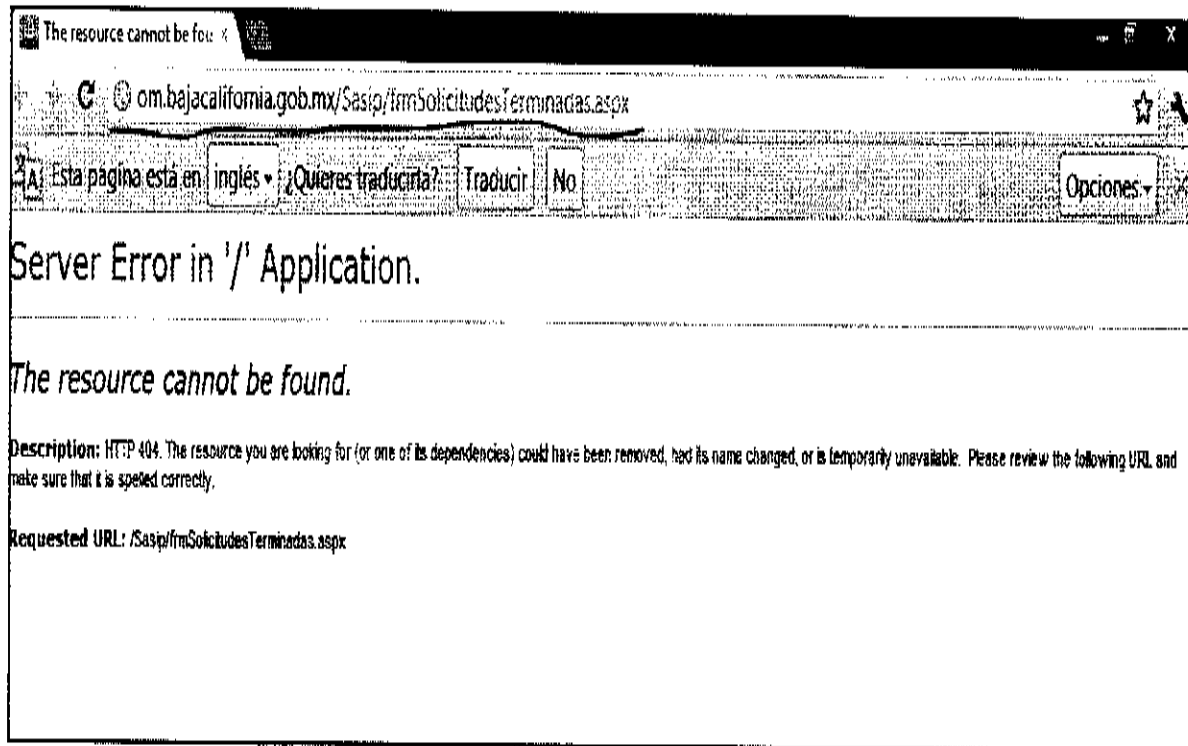 The resource cannot be fou x
om.bajacalifornia.gob.mx/Sasip/frmSolicitudesTerminadas.aspx
Esta página está en inglés ¿Quieres traducirla? Traducir No Opciones
Server Error in '/' Application.
The resource cannot be found.
Description: HTTP 404. The resource you are looking for (or one of its dependencies) could have been removed, had its name changed, or is temporarily unavailable. Please review the following URL and
make sure that it is spelled correctly.
Requested URL: /Sasip/frmSolicitudesTerminadas.aspx